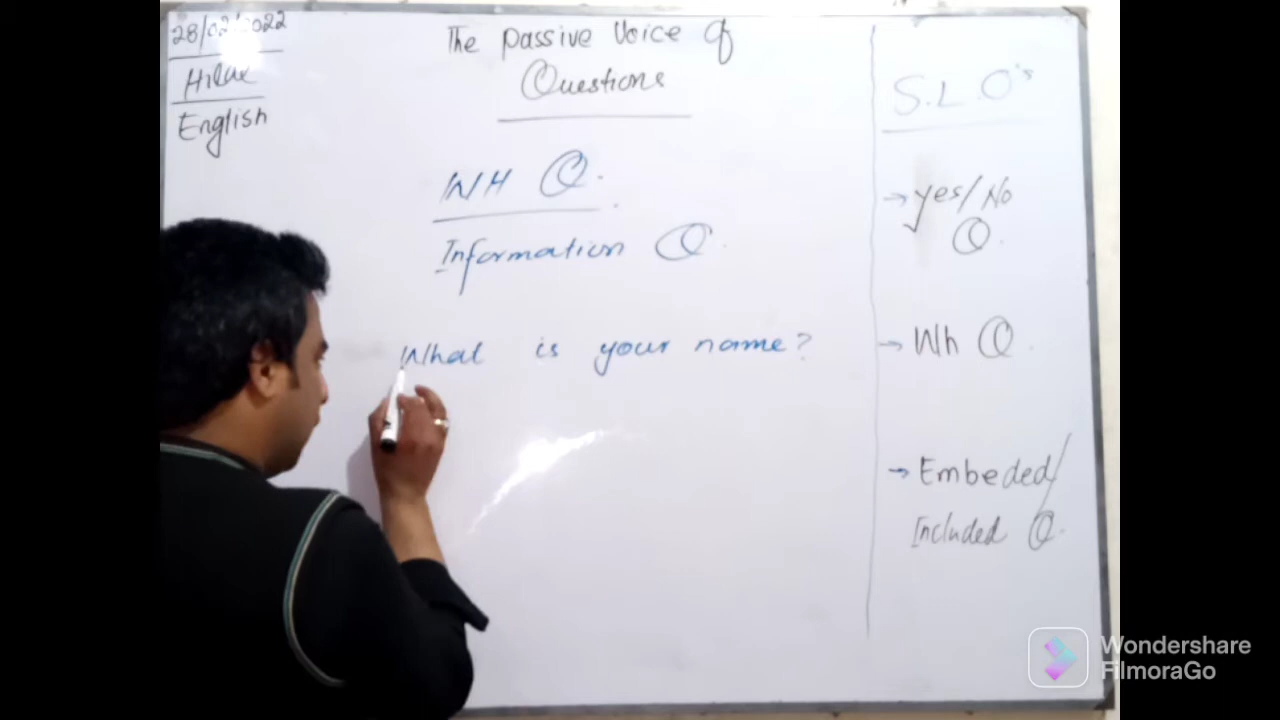 28/02/2022
Hilal
English
The Passive Voice of
Questions
WH Q.
Information Q.
What is your name?
S.L.O's
→ yes/No
Q.
→ Wh Q.
→ Embeded/
Included Q.
Wondershare
FilmoraGo